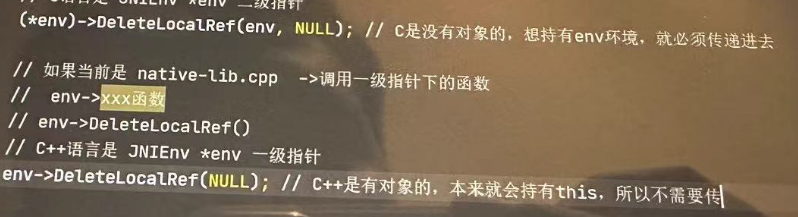 语言是 JNIEnv *env 二级指针
(*env)->DeleteLocalRef(env, NULL); // C是没有对象的，想持有env环境，就必须传递进去
// 如果当前是 native-lib.cpp  ->调用一级指针下的函数
//  env->xxx函数
// env->DeleteLocalRef()
// C++语言是 JNIEnv *env 一级指针
env->DeleteLocalRef(NULL); // C++是有对象的，本来就会持有this，所以不需要传